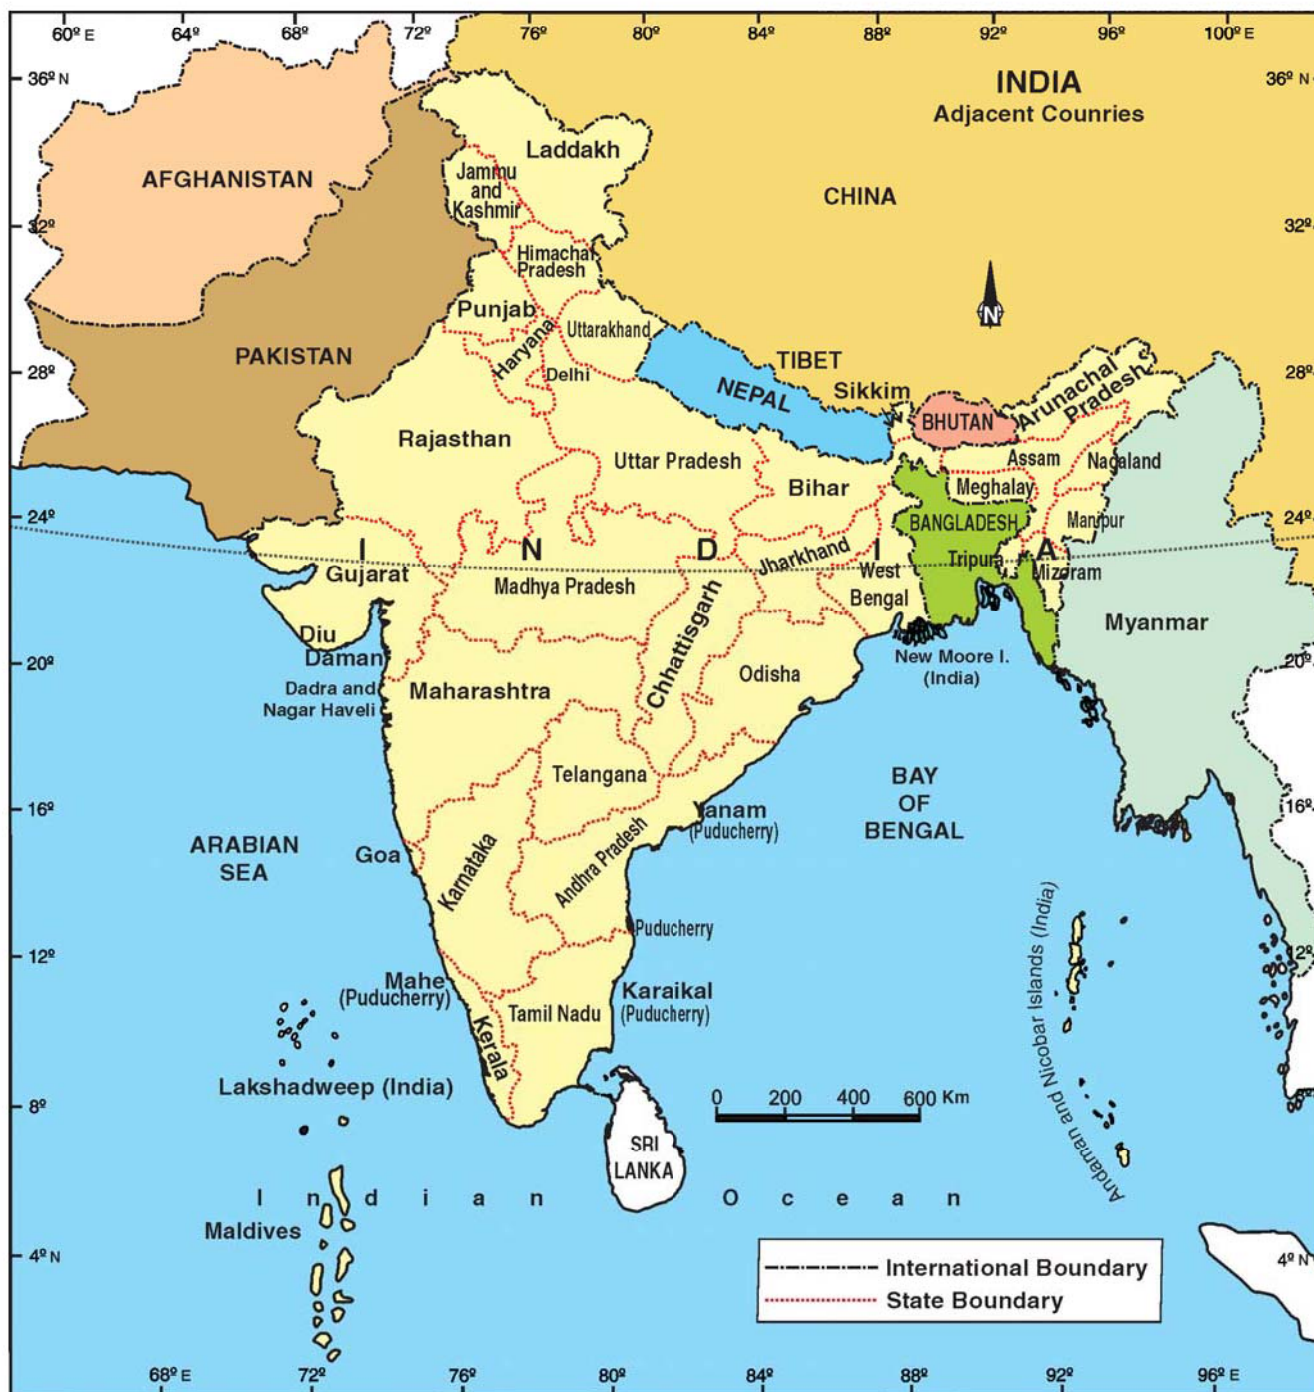 60º E 64º 68º 72º 76º 80º 84º 88º 92º 96º 100º E
36º N
36º N
INDIA
Adjacent Counries
Laddakh
AFGHANISTAN
Jammu
and
Kashmir
CHINA
32º
32º
Himachal
Pradesh
N
Punjab
Uttarakhand
Haryana
PAKISTAN
TIBET
28º
28º
Delhi
NEPAL
Sikkim
Arunachal
Pradesh
BHUTAN
Rajasthan
Uttar Pradesh
Assam
Nagaland
Bihar
Meghalay
24º
24º
BANGLADESH
Manipur
I N D I A
Jharkhand
Tripura
Gujarat
Madhya Pradesh
West
Bengal
Mizoram
Chhattisgarh
Myanmar
Diu
Daman
20º
20º
New Moore I.
(India)
Odisha
Dadra and
Nagar Haveli
Maharashtra
Telangana
BAY
OF
BENGAL
16º
16º
Yanam
(Puducherry)
ARABIAN
SEA
Goa
Karnataka
Andhra Pradesh
Puducherry
12º
12º
Mahe
(Puducherry)
Karaikal
(Puducherry)
Tamil Nadu
Kerala
Andaman and Nicobar Islands (India)
Lakshadweep (India)
0 200 400 600 Km
8º
8º
SRI
LANKA
Indian Ocean
Maldives
4º N
4º N
International Boundary
State Boundary
68º E 72º 76º 80º 84º 88º 92º 96º E